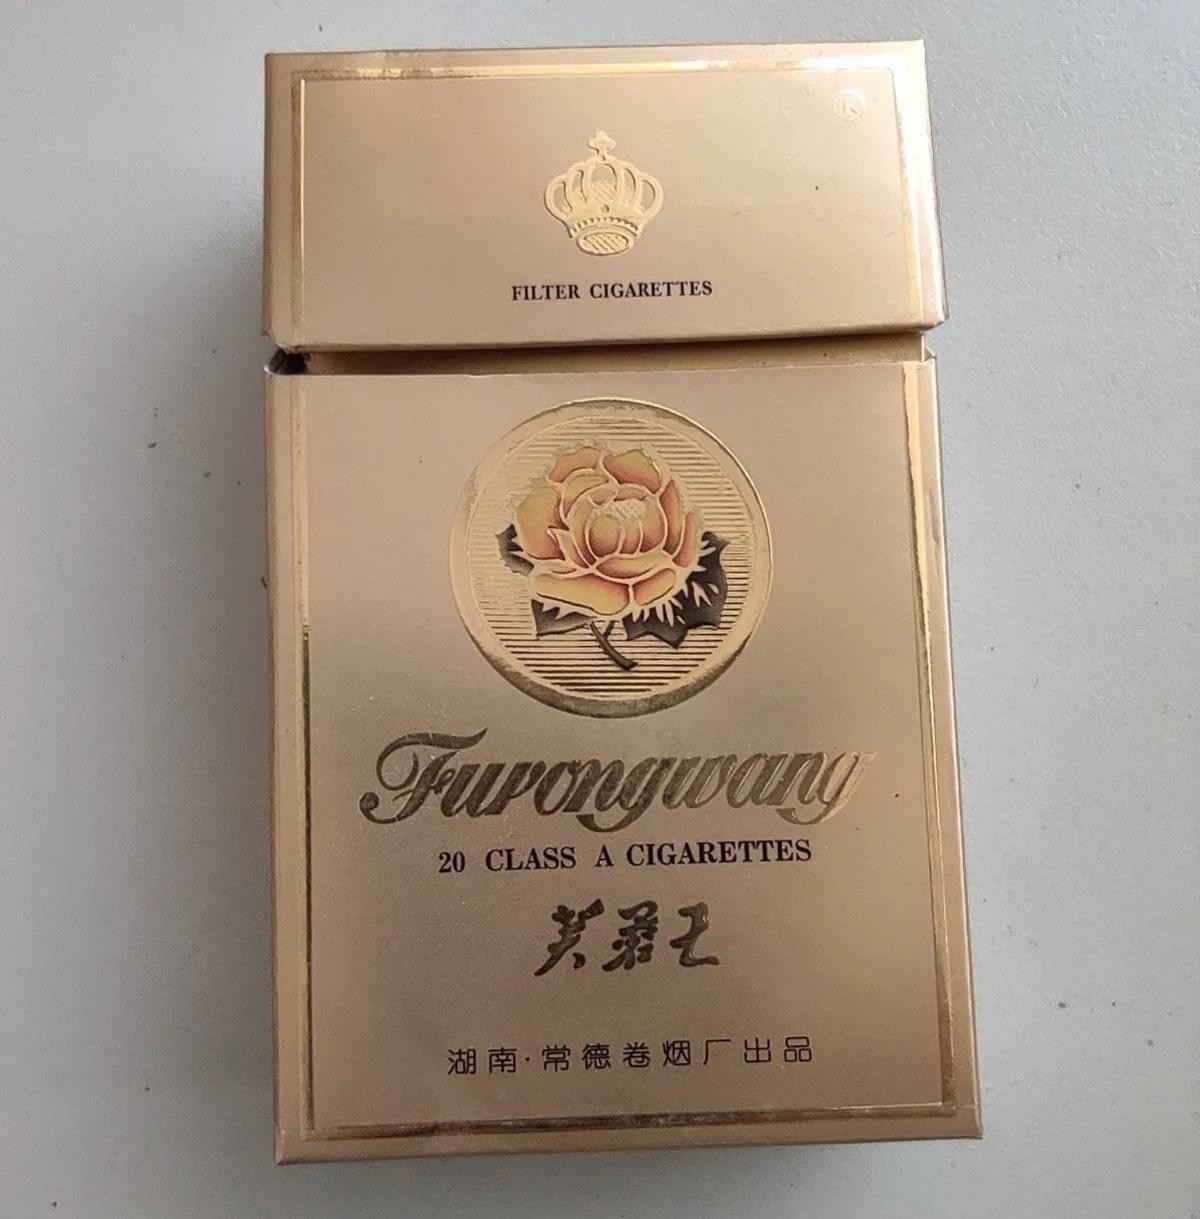 ®
FILTER CIGARETTES
Furongwang
20 CLASS A CIGARETTES
芙蓉王
湖南·常德卷烟厂出品